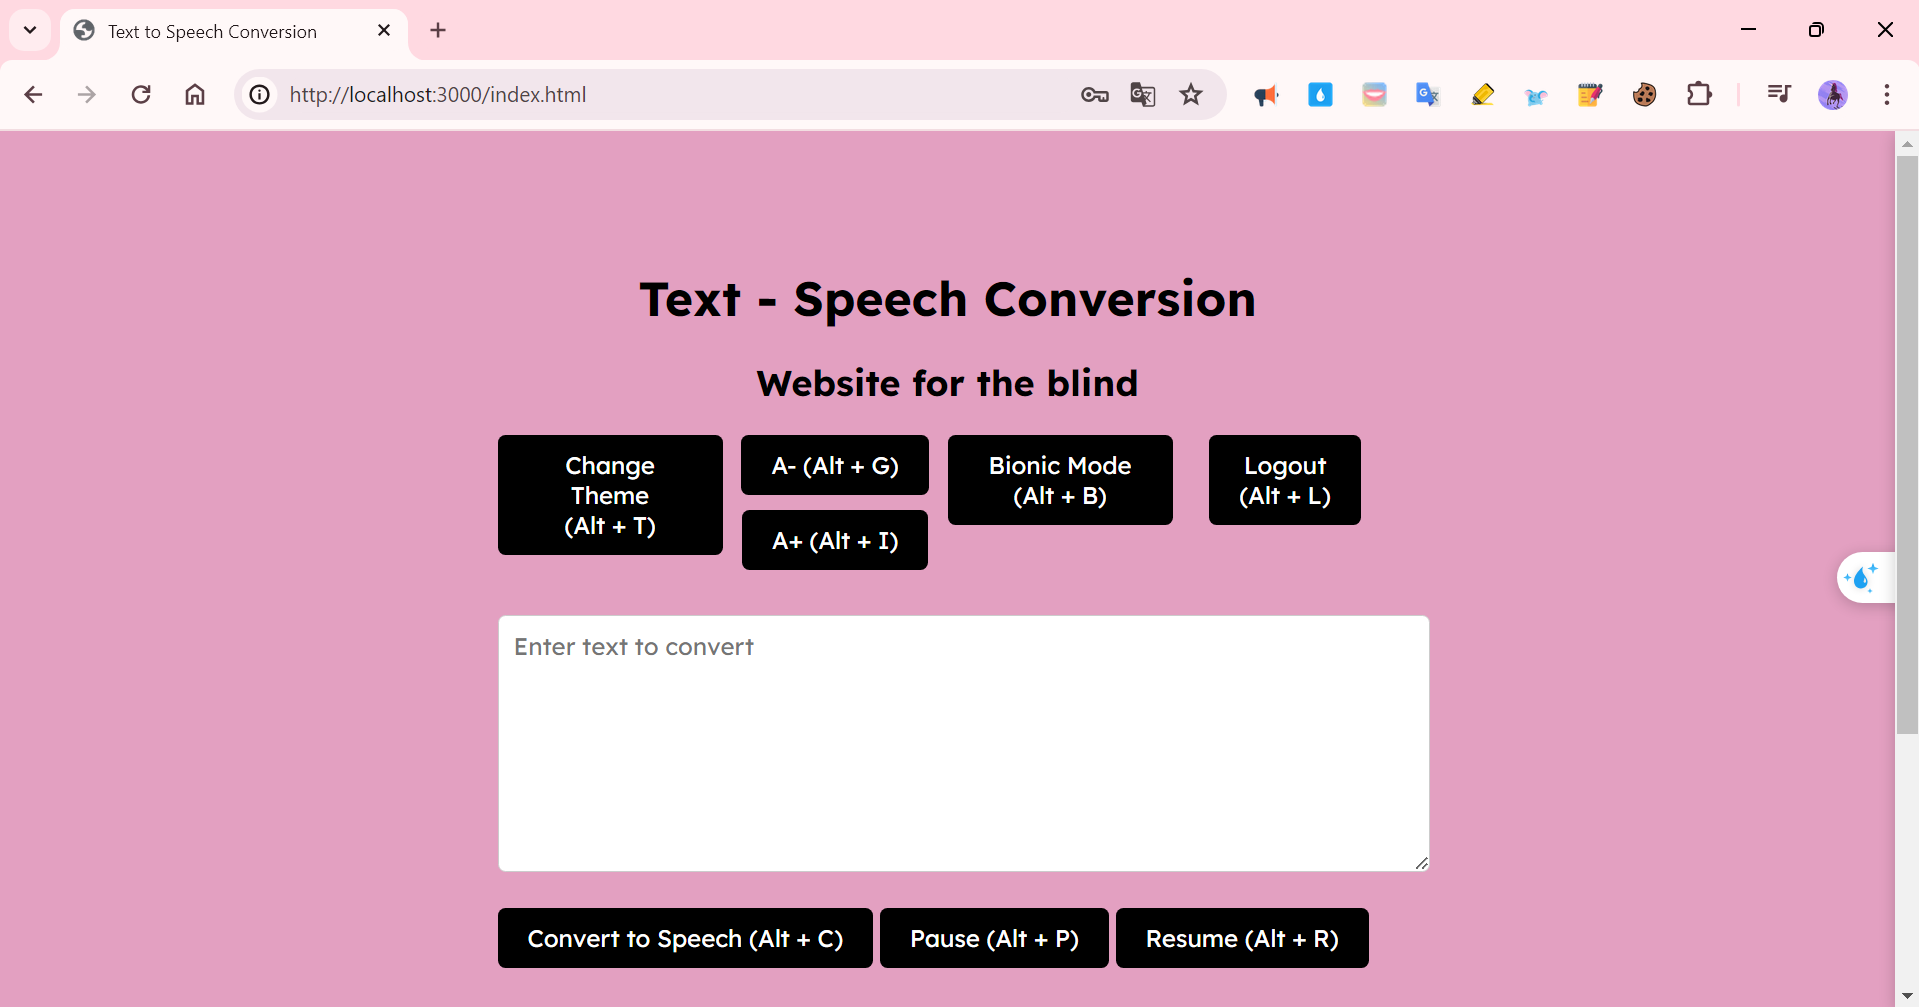 Text to Speech Conversion
http://localhost:3000/index.html
Text - Speech Conversion
Website for the blind
Change
Theme
(Alt + T)
A- (Alt + G)
A+ (Alt + I)
Bionic Mode
(Alt + B)
Logout
(Alt + L)
Enter text to convert
Convert to Speech (Alt + C)
Pause (Alt + P)
Resume (Alt + R)